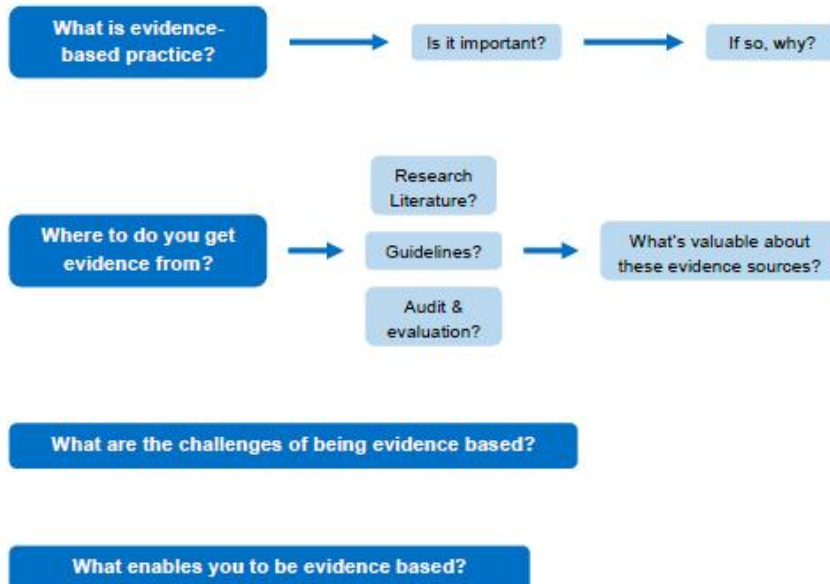 What is evidence-
based practice?
Is it important?
If so, why?
Research
Literature?
Where to do you get
evidence from?
Guidelines?
What's valuable about
these evidence sources?
Audit &
evaluation?
What are the challenges of being evidence based?
What enables you to be evidence based?